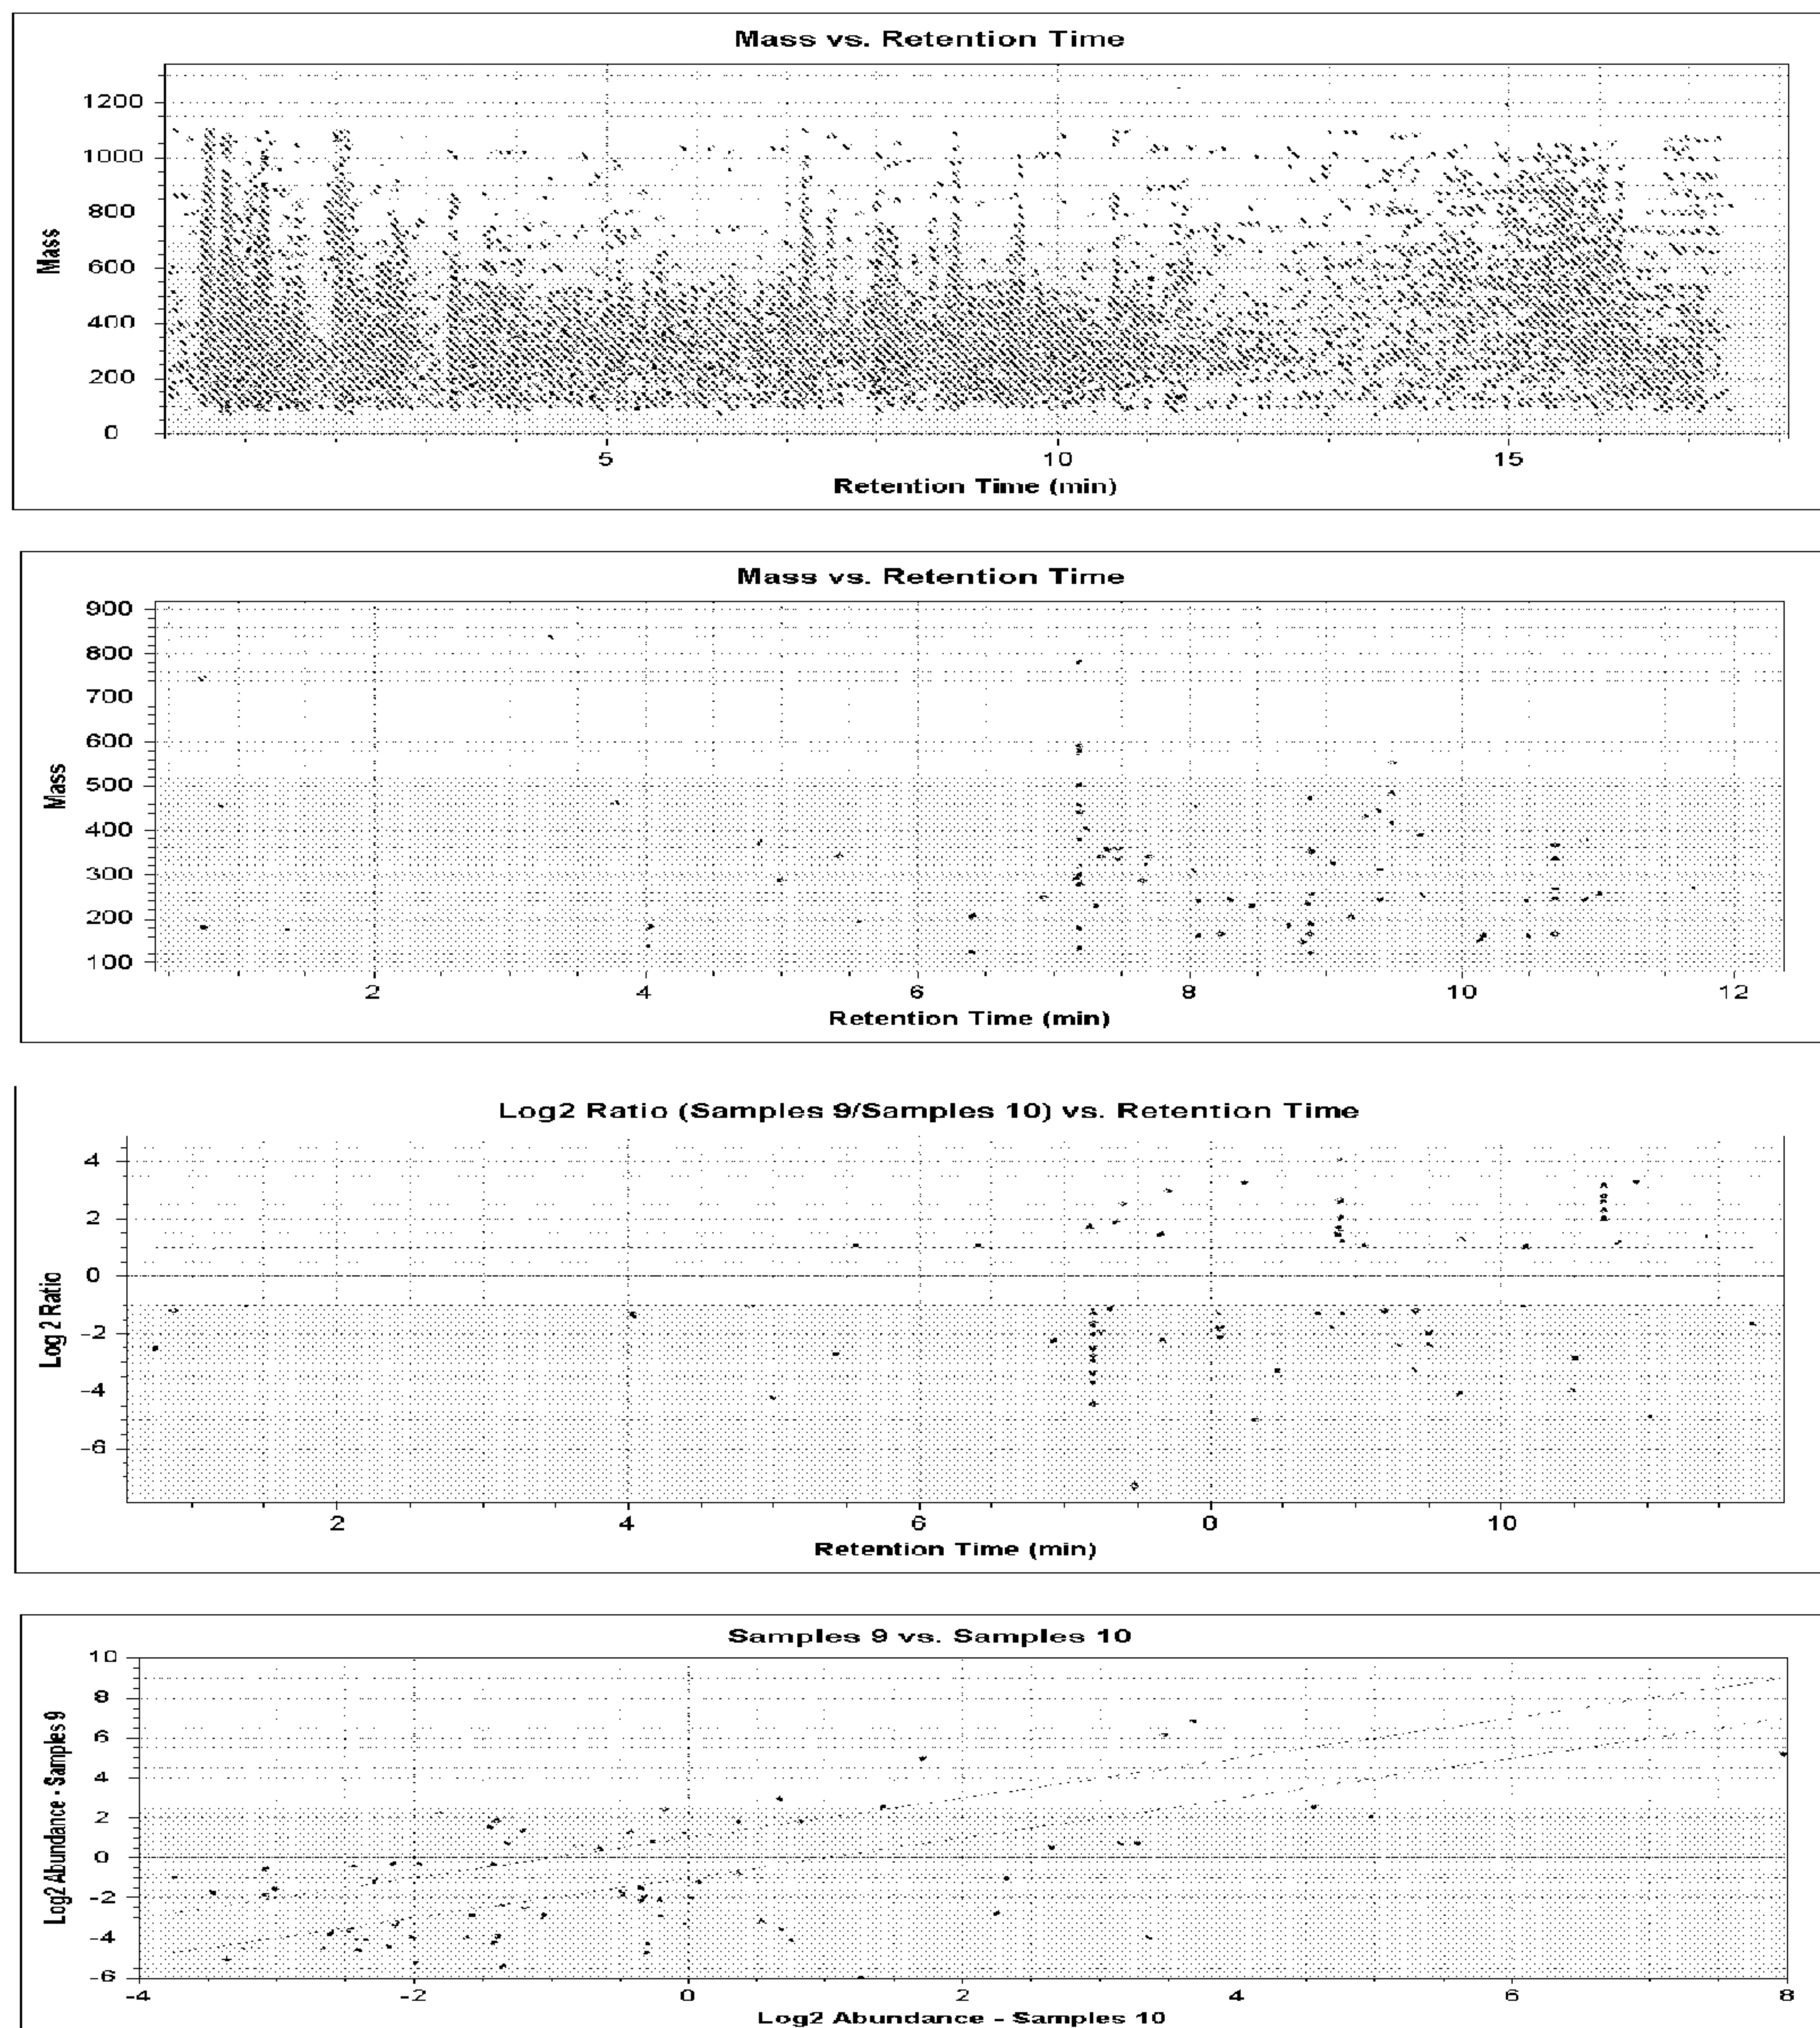 Mass vs. Retention Time
1200
1000
800
600
400
200
0
Mass
5 10 15
Retention Time (min)
Mass vs. Retention Time
900
800
700
600
500
400
300
200
100
Mass
2 4 6 8 10 12
Retention Time (min)
Log2 Ratio (Samples 9/Samples 10) vs. Retention Time
4
2
0
-2
-4
-6
Log 2 Ratio
2 4 6 0 10
Retention Time (min)
Samples 9 vs. Samples 10
10
8
6
4
2
0
-2
-4
-6
Log2 Abundance - Samples 9
-4 -2 0 2 4 6 8
Log2 Abundance - Samples 10